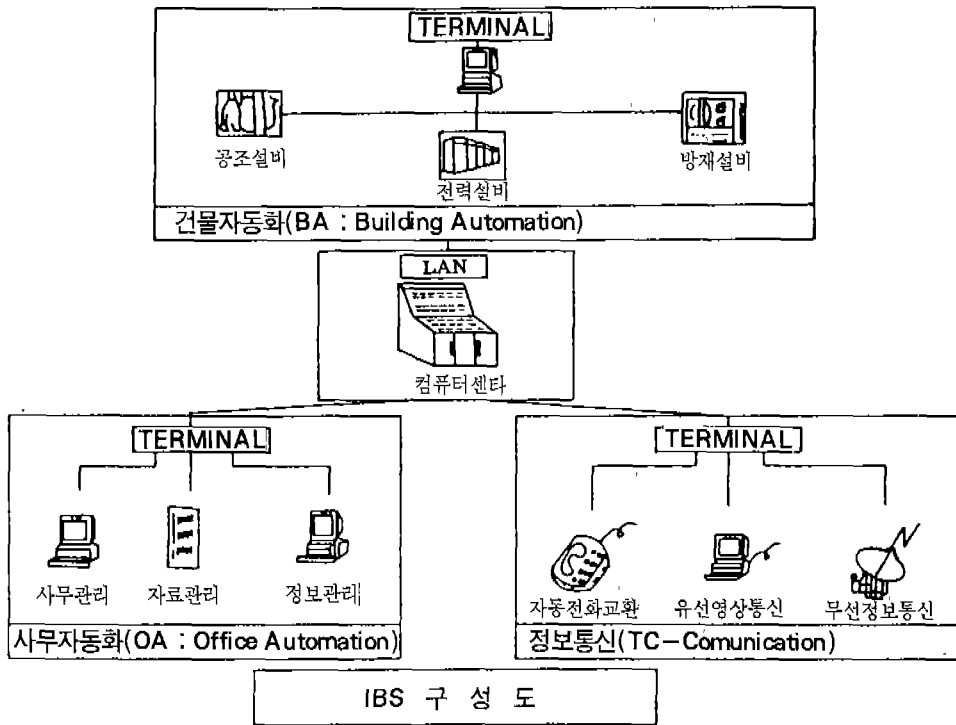 TERMINAL
공조설비
전력설비
방재설비
건물자동화(BA : Building Automation)
LAN
컴퓨터센타
TERMINAL
사무관리
자료관리
정보관리
사무자동화(OA : Office Automation)
TERMINAL
자동전화교환
유선영상통신
무선정보통신
정보통신(TC-Comunication)
IBS 구 성 도